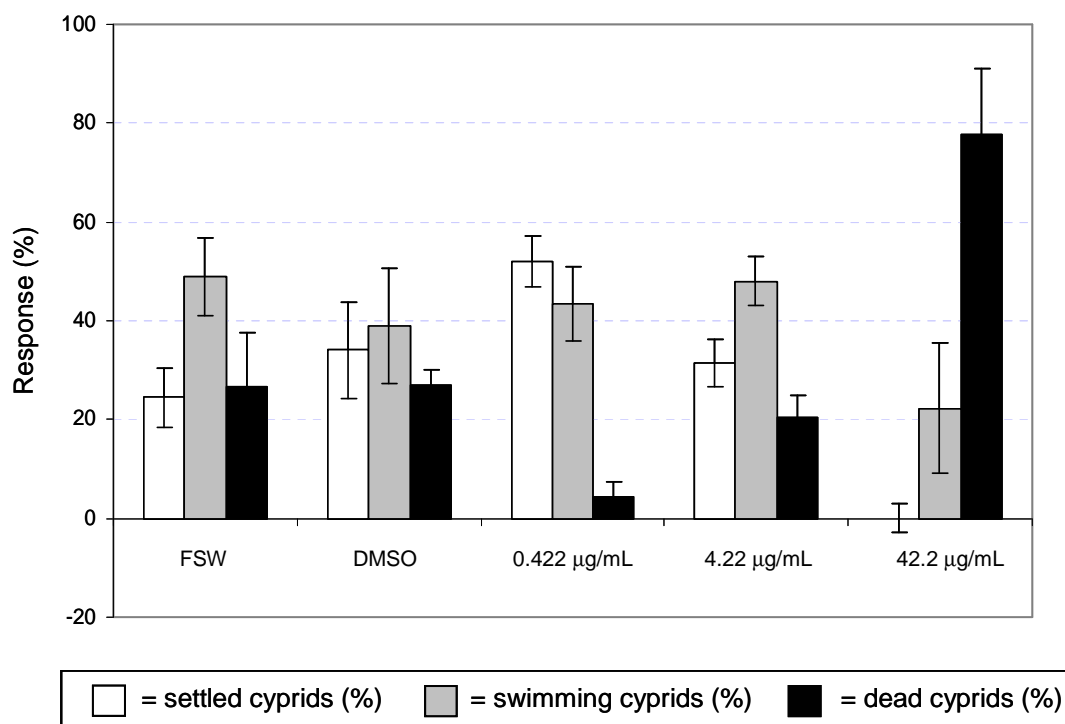 100
80
60
40
20
0
-20
Response (%)
FSW DMSO 0.422 μg/mL 4.22 μg/mL 42.2 μg/mL
= settled cyprids (%) = swimming cyprids (%) = dead cyprids (%)